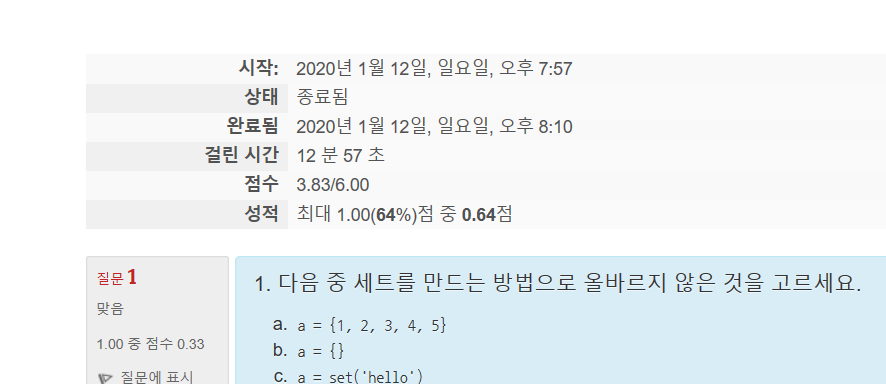 시작: 2020년 1월 12일, 일요일, 오후 7:57
상태 종료됨
완료됨 2020년 1월 12일, 일요일, 오후 8:10
걸린 시간 12 분 57 초
점수 3.83/6.00
성적 최대 1.00(64%)점 중 0.64점
질문 1
맞음
1.00 중 점수 0.33
질문에 표시
1. 다음 중 세트를 만드는 방법으로 올바르지 않은 것을 고르세요.
a. a = {1, 2, 3, 4, 5}
b. a = {}
c. a = set('hello')